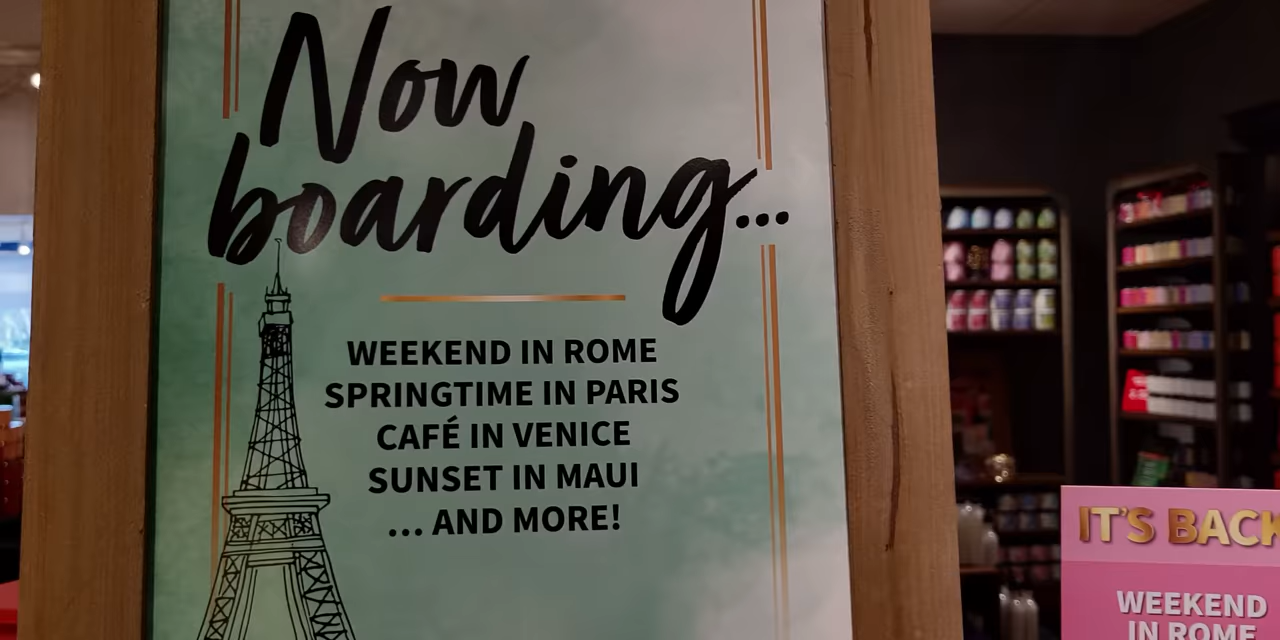 Now
boarding...
WEEKEND IN ROME
SPRINGTIME IN PARIS
CAFÉ IN VENICE
SUNSET IN MAUI
... AND MORE!
IT'S BACK
WEEKEND
IN ROME